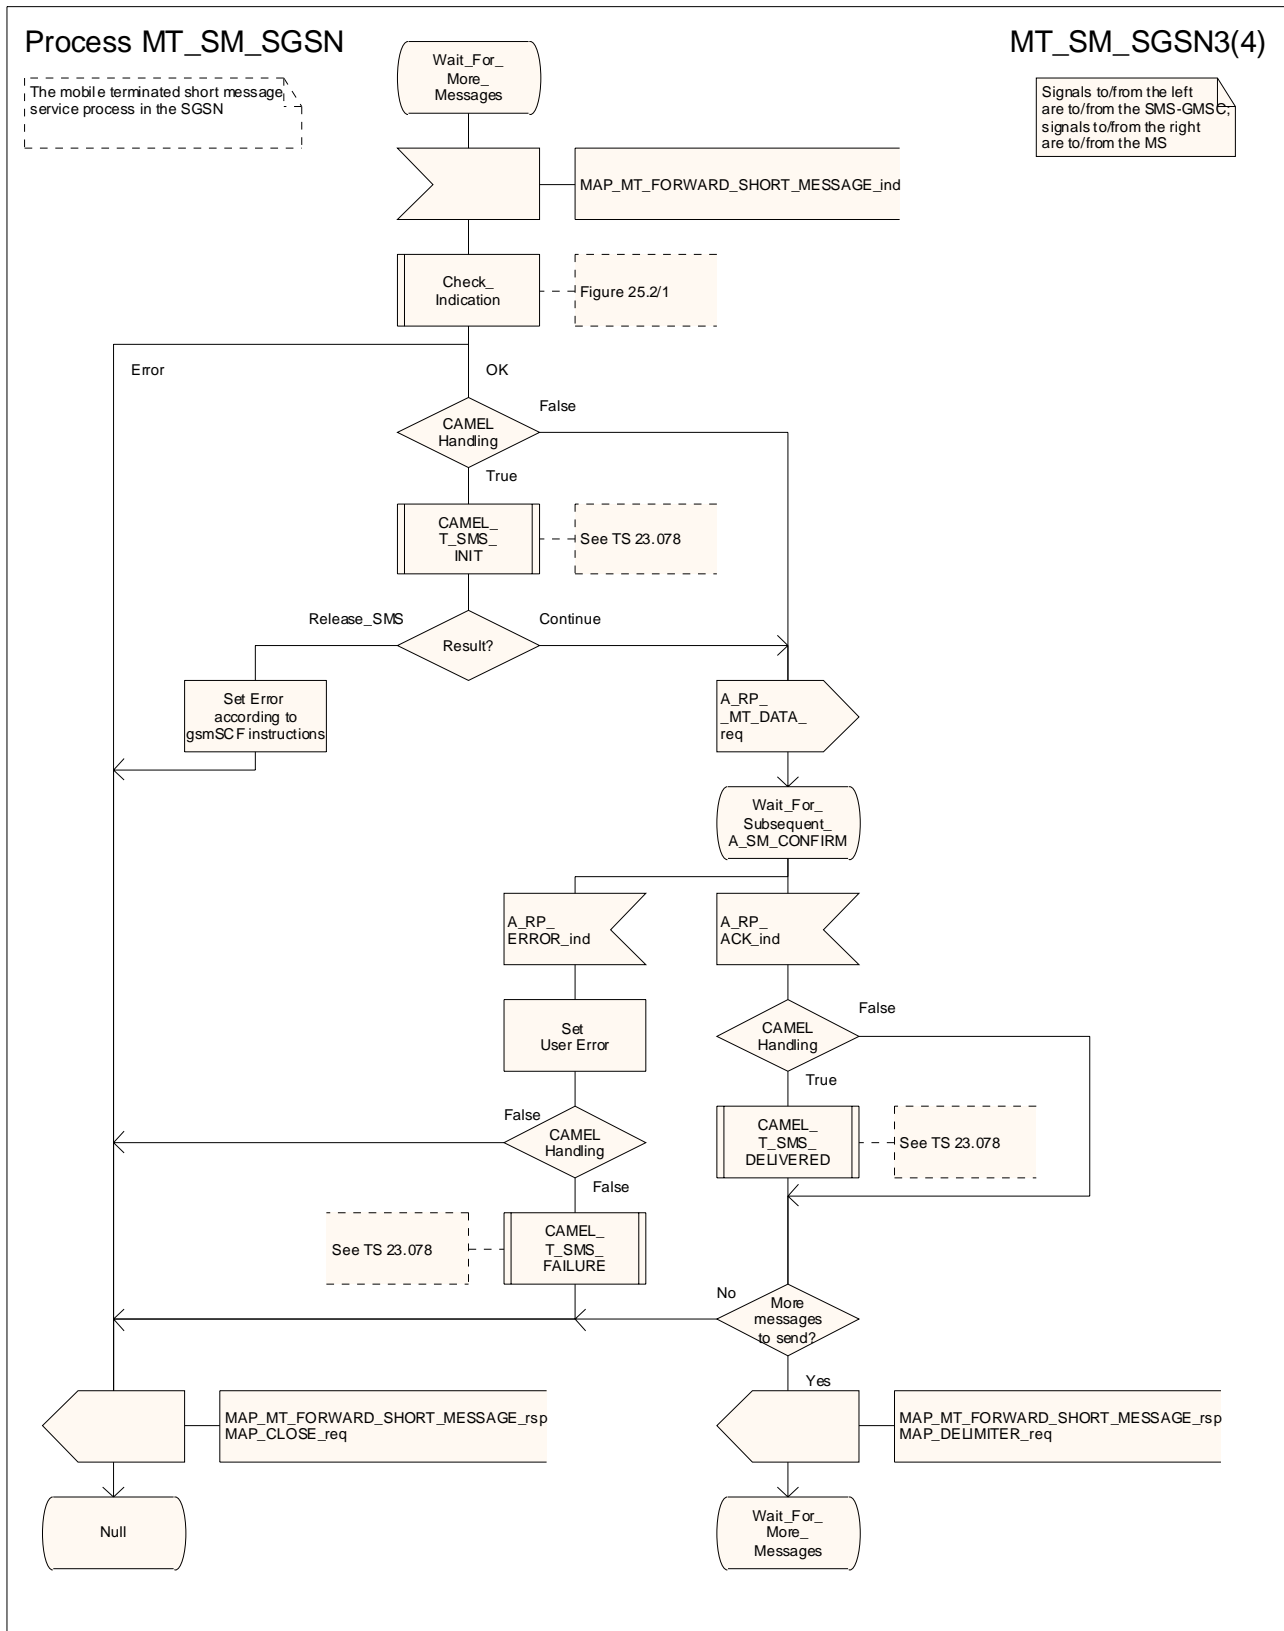 Process MT_SM_SGSN
MT_SM_SGSN3(4)
The mobile terminated short message
service process in the SGSN
Signals to/from the left
are to/from the SMS-GMSC;
signals to/from the right
are to/from the MS
Wait_For_
More_
Messages
MAP_MT_FORWARD_SHORT_MESSAGE_ind
Check_
Indication
Figure 25.2/1
Error
OK
CAMEL
Handling
False
True
CAMEL_
T_SMS_
INIT
See TS 23.078
Release_SMS
Result?
Continue
Set Error
according to
gsmSCF instructions
A_RP_
_MT_DATA_
req
Wait_For_
Subsequent_
A_SM_CONFIRM
A_RP_
ERROR_ind
A_RP_
ACK_ind
Set
User Error
CAMEL
Handling
False
True
False
CAMEL
Handling
False
CAMEL_
T_SMS_
DELIVERED
See TS 23.078
See TS 23.078
CAMEL_
T_SMS_
FAILURE
No
More
messages
to send?
Yes
MAP_MT_FORWARD_SHORT_MESSAGE_rsp
MAP_CLOSE_req
MAP_MT_FORWARD_SHORT_MESSAGE_rsp
MAP_DELIMITER_req
Null
Wait_For_
More_
Messages